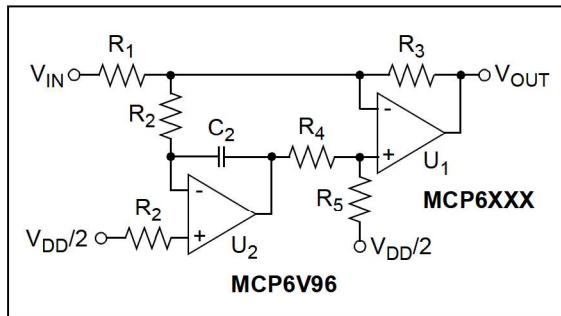 R1
R3
VIN
VOUT
R2
C2
R4
-
+
U1
R5
MCP6XXX
-
VDD/2
R2
+
U2
VDD/2
MCP6V96